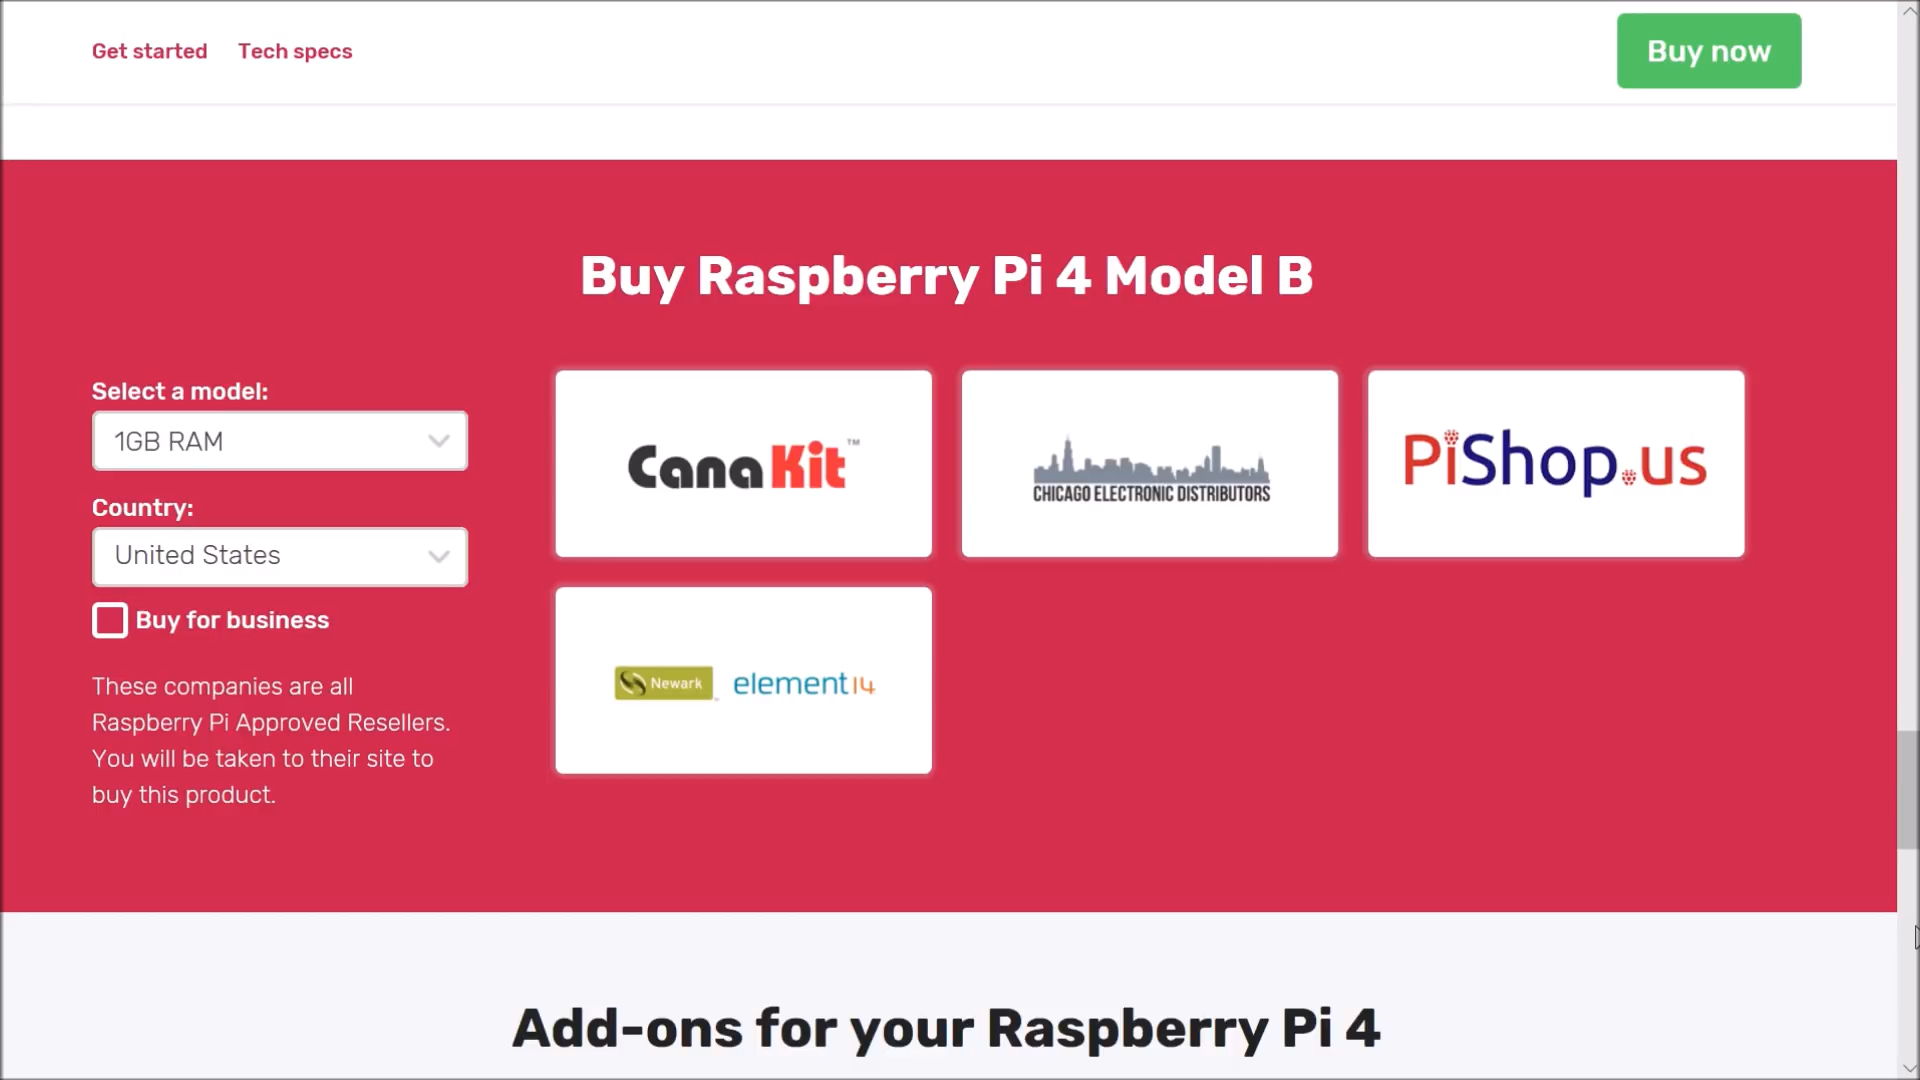 Get started
Tech specs
Buy now
Buy Raspberry Pi 4 Model B
Select a model:
1GB RAM
Country:
United States
Buy for business
These companies are all
Raspberry Pi Approved Resellers.
You will be taken to their site to
buy this product.
CanaKit™
CHICAGO ELECTRONIC DISTRIBUTORS
PiShop.us
Newark
element14
Add-ons for your Raspberry Pi 4